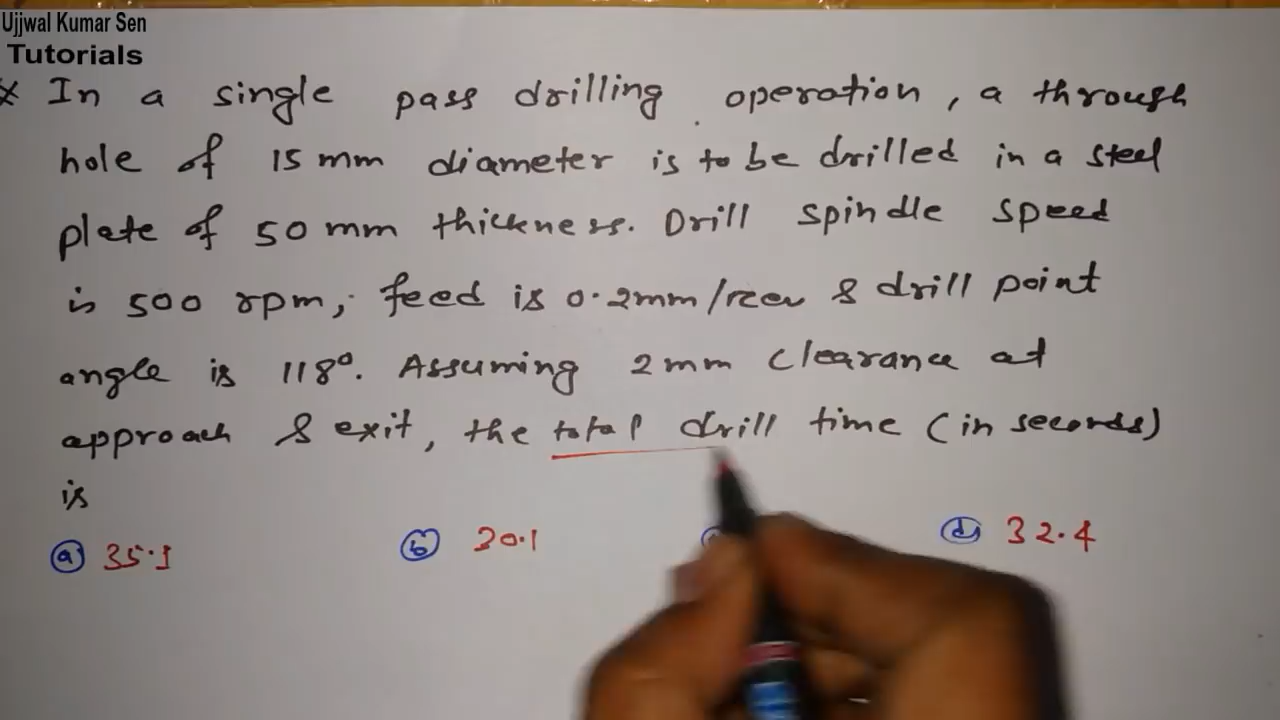 Ujjwal Kumar Sen
Tutorials
* In a single pass drilling operation, a through
hole of 15 mm diameter is to be drilled in a steel
plate of 50 mm thickness. Drill spindle speed
is 500 rpm, feed is 0.2mm/rev & drill point
angle is 118°. Assuming 2mm clearance at
approach & exit, the total drill time (in seconds)
is
(a) 35.1 (b) 30.1 (d) 32.4